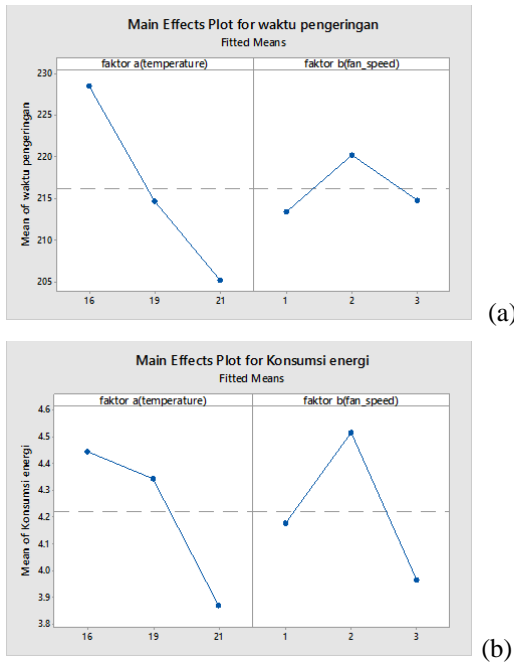 Main Effects Plot for waktu pengeringan
Fitted Means
faktor a(temperature) faktor b(fan_speed)
Mean of waktu pengeringan
230
225
220
215
210
205
16 19 21 1 2 3
(a)
Main Effects Plot for Konsumsi energi
Fitted Means
faktor a(temperature) faktor b(fan_speed)
Mean of Konsumsi energi
4.6
4.5
4.4
4.3
4.2
4.1
4.0
3.9
3.8
16 19 21 1 2 3
(b)